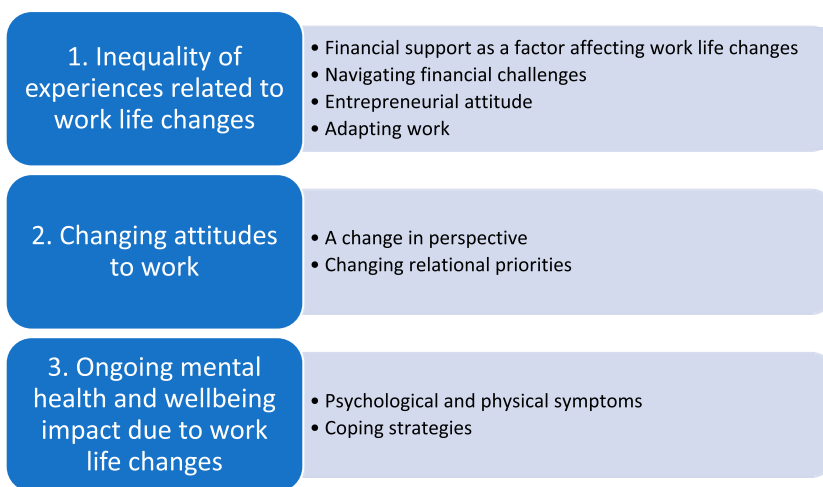 1. Inequality of
experiences related to
work life changes
• Financial support as a factor affecting work life changes
• Navigating financial challenges
• Entrepreneurial attitude
• Adapting work
2. Changing attitudes
to work
• A change in perspective
• Changing relational priorities
3. Ongoing mental
health and wellbeing
impact due to work
life changes
• Psychological and physical symptoms
• Coping strategies